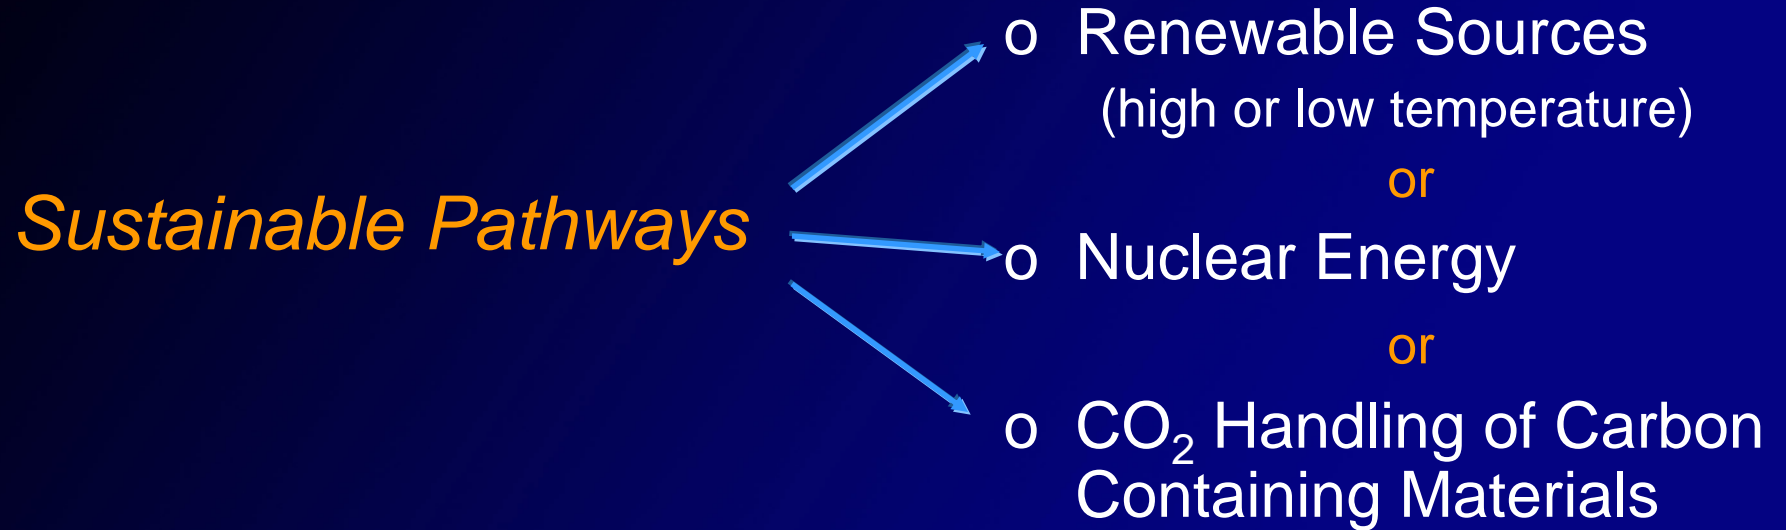 Sustainable Pathways
o Renewable Sources
(high or low temperature)
or
o Nuclear Energy
or
o CO₂ Handling of Carbon
Containing Materials